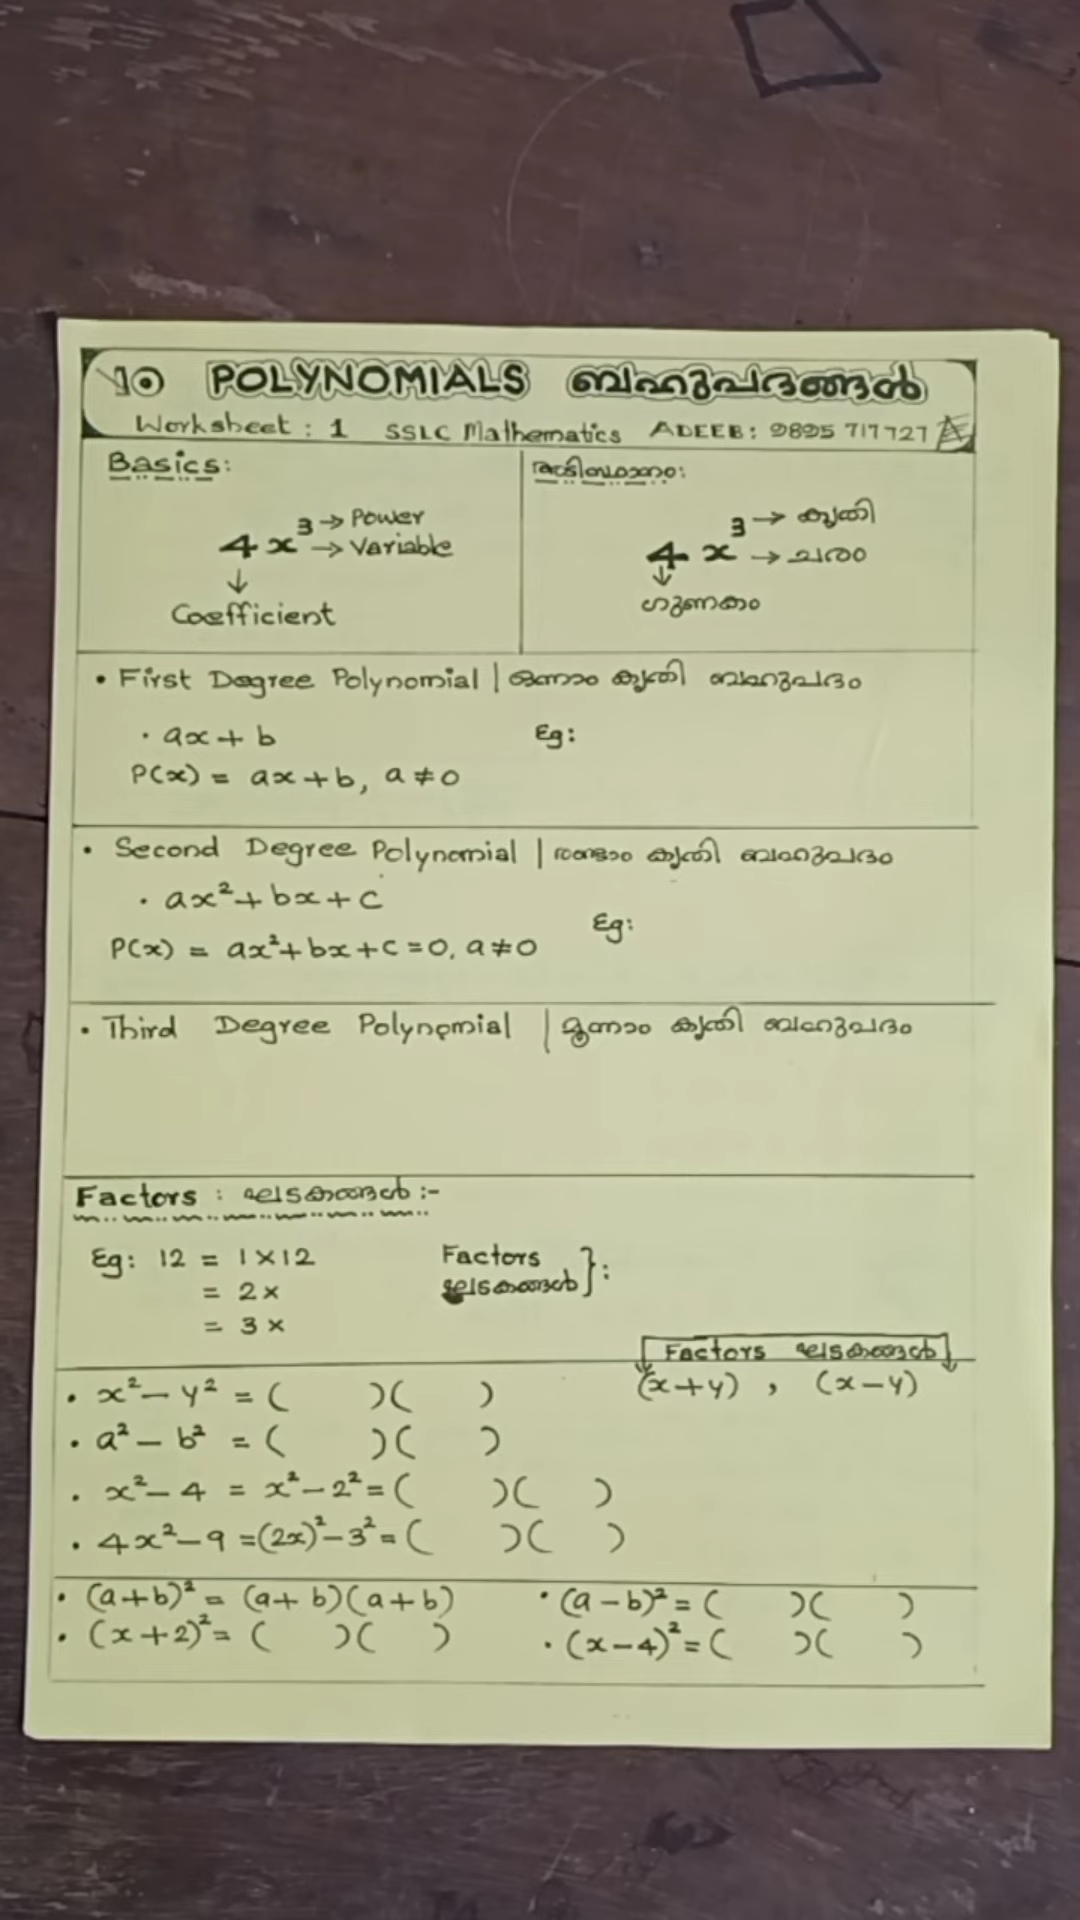 10 POLYNOMIALS ബഹുപദങ്ങൾ
Worksheet : 1 SSLC Mathematics ADEEB: 9895 717727
Basics:
അടിസ്ഥാനം:
4x³ → Power
→ Variable
↓
Coefficient
4x³ → കൃതി
→ ചരം
↓
ഗുണകം
• First Degree Polynomial | ഒന്നാം കൃതി ബഹുപദം
· ax + b Eg:
P(x) = ax + b, a ≠ 0
• Second Degree Polynomial | രണ്ടാം കൃതി ബഹുപദം
· ax² + bx + c
Eg:
P(x) = ax² + bx + c = 0, a ≠ 0
• Third Degree Polynomial | മൂന്നാം കൃതി ബഹുപദം
Factors : ഘടകങ്ങൾ :-
Eg: 12 = 1 × 12
= 2 ×
= 3 ×
Factors
ഘടകങ്ങൾ } :
Factors ഘടകങ്ങൾ
(x + y) , (x - y)
• x² - y² = ( )( )
• a² - b² = ( )( )
• x² - 4 = x² - 2² = ( )( )
• 4x² - 9 = (2x)² - 3² = ( )( )
• (a + b)² = (a + b)(a + b) • (a - b)² = ( )( )
• (x + 2)² = ( )( ) • (x - 4)² = ( )( )